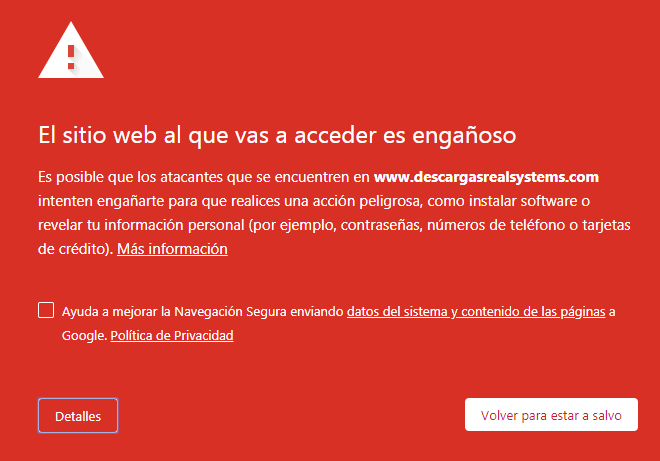 El sitio web al que vas a acceder es engañoso
Es posible que los atacantes que se encuentren en www.descargasrealsystems.com
intenten engañarte para que realices una acción peligrosa, como instalar software o
revelar tu información personal (por ejemplo, contraseñas, números de teléfono o tarjetas
de crédito). Más información
Ayuda a mejorar la Navegación Segura enviando datos del sistema y contenido de las páginas a
Google. Política de Privacidad
Detalles
Volver para estar a salvo